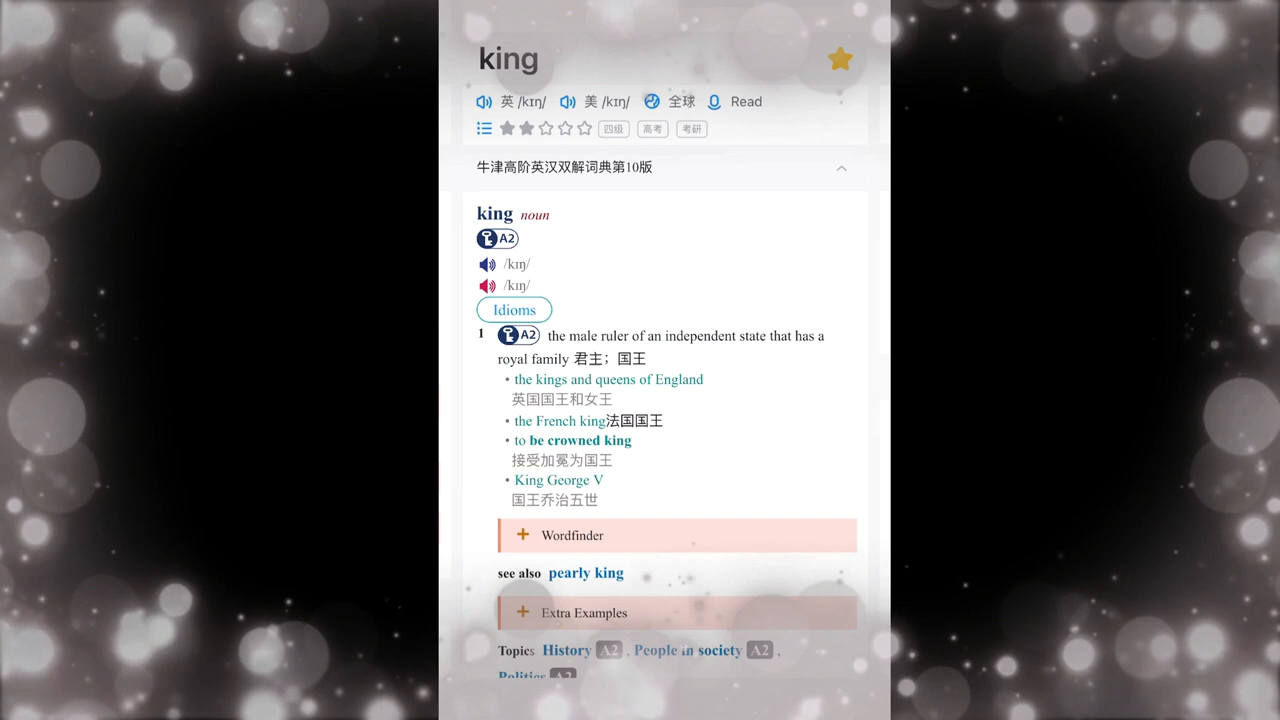 king
英 /kɪŋ/ 美 /kɪŋ/ 全球 Read
四级 高考 考研
牛津高阶英汉双解词典第10版
king noun
A2
/kɪŋ/
/kɪŋ/
Idioms
1 A2 the male ruler of an independent state that has a
royal family 君主；国王
• the kings and queens of England
英国国王和女王
• the French king法国国王
• to be crowned king
接受加冕为国王
• King George V
国王乔治五世
+ Wordfinder
see also pearly king
+ Extra Examples
Topics History A2 , People in society A2 ,
Politics A2